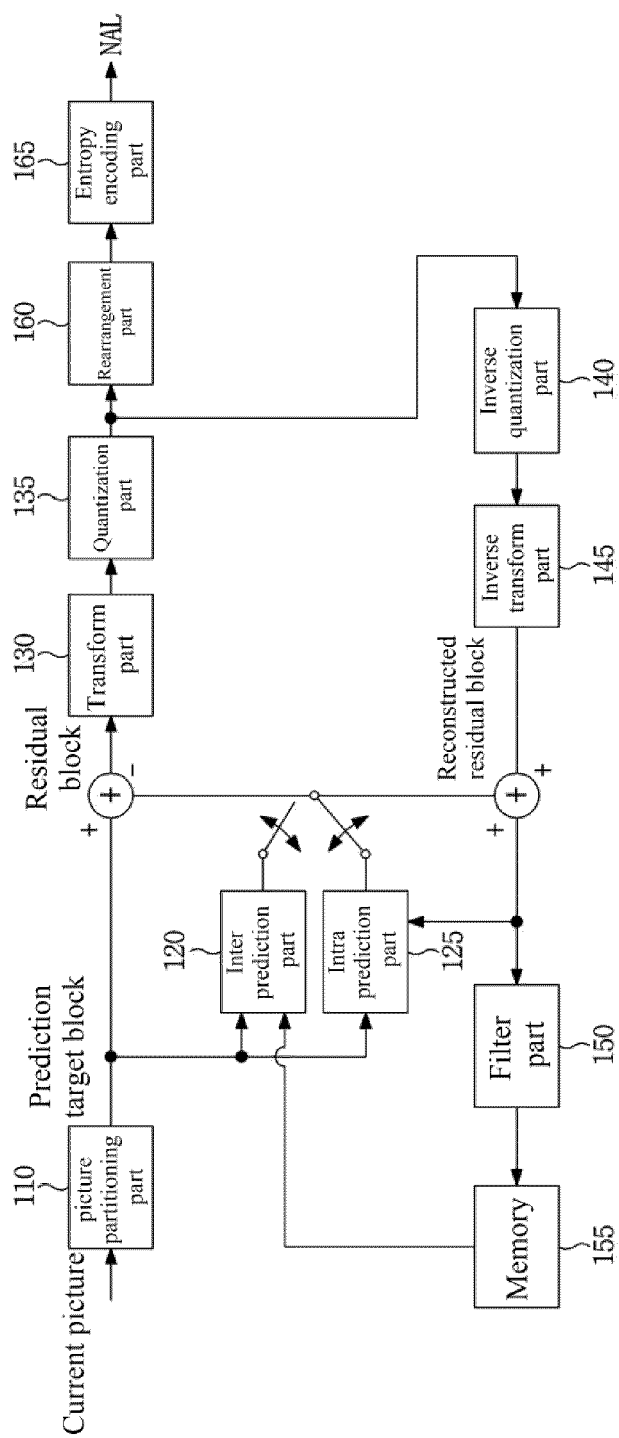 Current picture
110
picture
partitioning
part
Prediction
target block
+
+
-
Residual
block
130
Transform
part
135
Quantization
part
160
Rearrangement
part
165
Entropy
encoding
part
NAL
120
Inter
prediction
part
Intra
prediction
part
125
Inverse
quantization
part
140
Inverse
transform
part
145
Reconstructed
residual block
+
+
+
Filter
part
150
Memory
155